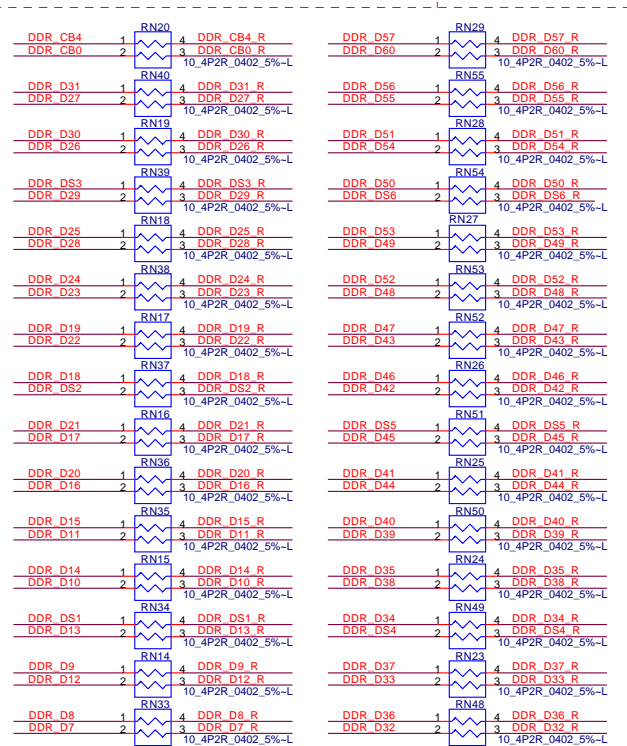 RN20
DDR_CB4 1 4 DDR_CB4_R
DDR_CB0 2 3 DDR_CB0_R
10_4P2R_0402_5%~L
RN40
DDR_D31 1 4 DDR_D31_R
DDR_D27 2 3 DDR_D27_R
10_4P2R_0402_5%~L
RN19
DDR_D30 1 4 DDR_D30_R
DDR_D26 2 3 DDR_D26_R
10_4P2R_0402_5%~L
RN39
DDR_DS3 1 4 DDR_DS3_R
DDR_D29 2 3 DDR_D29_R
10_4P2R_0402_5%~L
RN18
DDR_D25 1 4 DDR_D25_R
DDR_D28 2 3 DDR_D28_R
10_4P2R_0402_5%~L
RN38
DDR_D24 1 4 DDR_D24_R
DDR_D23 2 3 DDR_D23_R
10_4P2R_0402_5%~L
RN17
DDR_D19 1 4 DDR_D19_R
DDR_D22 2 3 DDR_D22_R
10_4P2R_0402_5%~L
RN37
DDR_D18 1 4 DDR_D18_R
DDR_DS2 2 3 DDR_DS2_R
10_4P2R_0402_5%~L
RN16
DDR_D21 1 4 DDR_D21_R
DDR_D17 2 3 DDR_D17_R
10_4P2R_0402_5%~L
RN36
DDR_D20 1 4 DDR_D20_R
DDR_D16 2 3 DDR_D16_R
10_4P2R_0402_5%~L
RN35
DDR_D15 1 4 DDR_D15_R
DDR_D11 2 3 DDR_D11_R
10_4P2R_0402_5%~L
RN15
DDR_D14 1 4 DDR_D14_R
DDR_D10 2 3 DDR_D10_R
10_4P2R_0402_5%~L
RN34
DDR_DS1 1 4 DDR_DS1_R
DDR_D13 2 3 DDR_D13_R
10_4P2R_0402_5%~L
RN14
DDR_D9 1 4 DDR_D9_R
DDR_D12 2 3 DDR_D12_R
10_4P2R_0402_5%~L
RN33
DDR_D8 1 4 DDR_D8_R
DDR_D7 2 3 DDR_D7_R
10_4P2R_0402_5%~L
RN29
DDR_D57 1 4 DDR_D57_R
DDR_D60 2 3 DDR_D60_R
10_4P2R_0402_5%~L
RN55
DDR_D56 1 4 DDR_D56_R
DDR_D55 2 3 DDR_D55_R
10_4P2R_0402_5%~L
RN28
DDR_D51 1 4 DDR_D51_R
DDR_D54 2 3 DDR_D54_R
10_4P2R_0402_5%~L
RN54
DDR_D50 1 4 DDR_D50_R
DDR_DS6 2 3 DDR_DS6_R
10_4P2R_0402_5%~L
RN27
DDR_D53 1 4 DDR_D53_R
DDR_D49 2 3 DDR_D49_R
10_4P2R_0402_5%~L
RN53
DDR_D52 1 4 DDR_D52_R
DDR_D48 2 3 DDR_D48_R
10_4P2R_0402_5%~L
RN52
DDR_D47 1 4 DDR_D47_R
DDR_D43 2 3 DDR_D43_R
10_4P2R_0402_5%~L
RN26
DDR_D46 1 4 DDR_D46_R
DDR_D42 2 3 DDR_D42_R
10_4P2R_0402_5%~L
RN51
DDR_DS5 1 4 DDR_DS5_R
DDR_D45 2 3 DDR_D45_R
10_4P2R_0402_5%~L
RN25
DDR_D41 1 4 DDR_D41_R
DDR_D44 2 3 DDR_D44_R
10_4P2R_0402_5%~L
RN50
DDR_D40 1 4 DDR_D40_R
DDR_D39 2 3 DDR_D39_R
10_4P2R_0402_5%~L
RN24
DDR_D35 1 4 DDR_D35_R
DDR_D38 2 3 DDR_D38_R
10_4P2R_0402_5%~L
RN49
DDR_D34 1 4 DDR_D34_R
DDR_DS4 2 3 DDR_DS4_R
10_4P2R_0402_5%~L
RN23
DDR_D37 1 4 DDR_D37_R
DDR_D33 2 3 DDR_D33_R
10_4P2R_0402_5%~L
RN48
DDR_D36 1 4 DDR_D36_R
DDR_D32 2 3 DDR_D32_R
10_4P2R_0402_5%~L